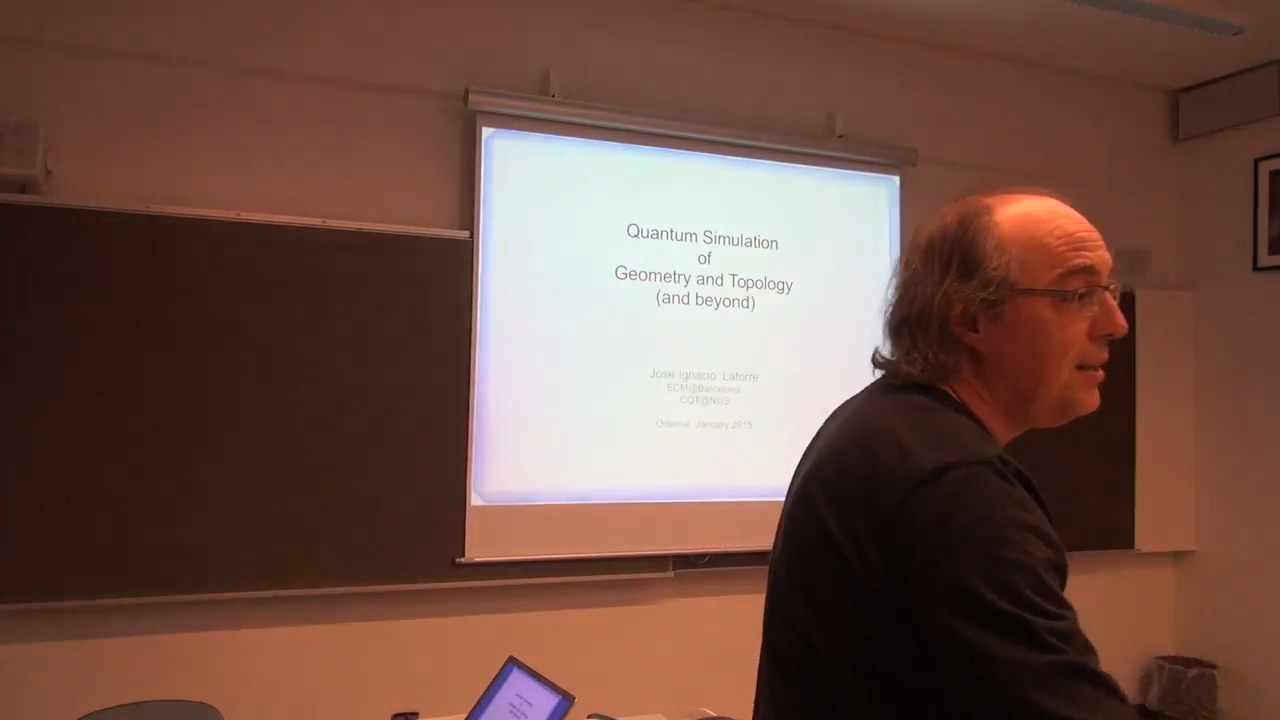 Quantum Simulation
of
Geometry and Topology
(and beyond)
Jose Ignacio Latorre
ECM@Barcelona
CQT@NUS
Odense, January 2015